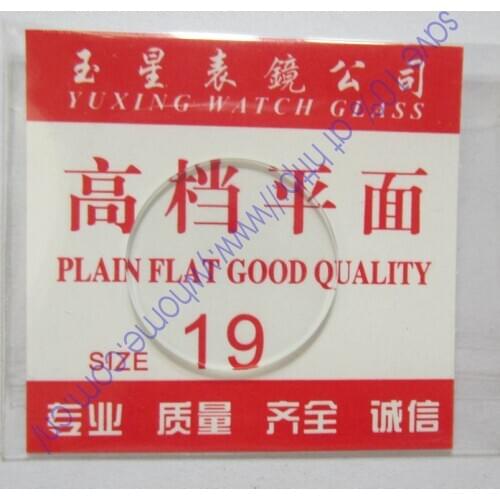 玉星表鏡公司
YUXING WATCH GLASS
高档平面
PLAIN FLAT GOOD QUALITY
SIZE 19
专业 质量 齐全 诚信